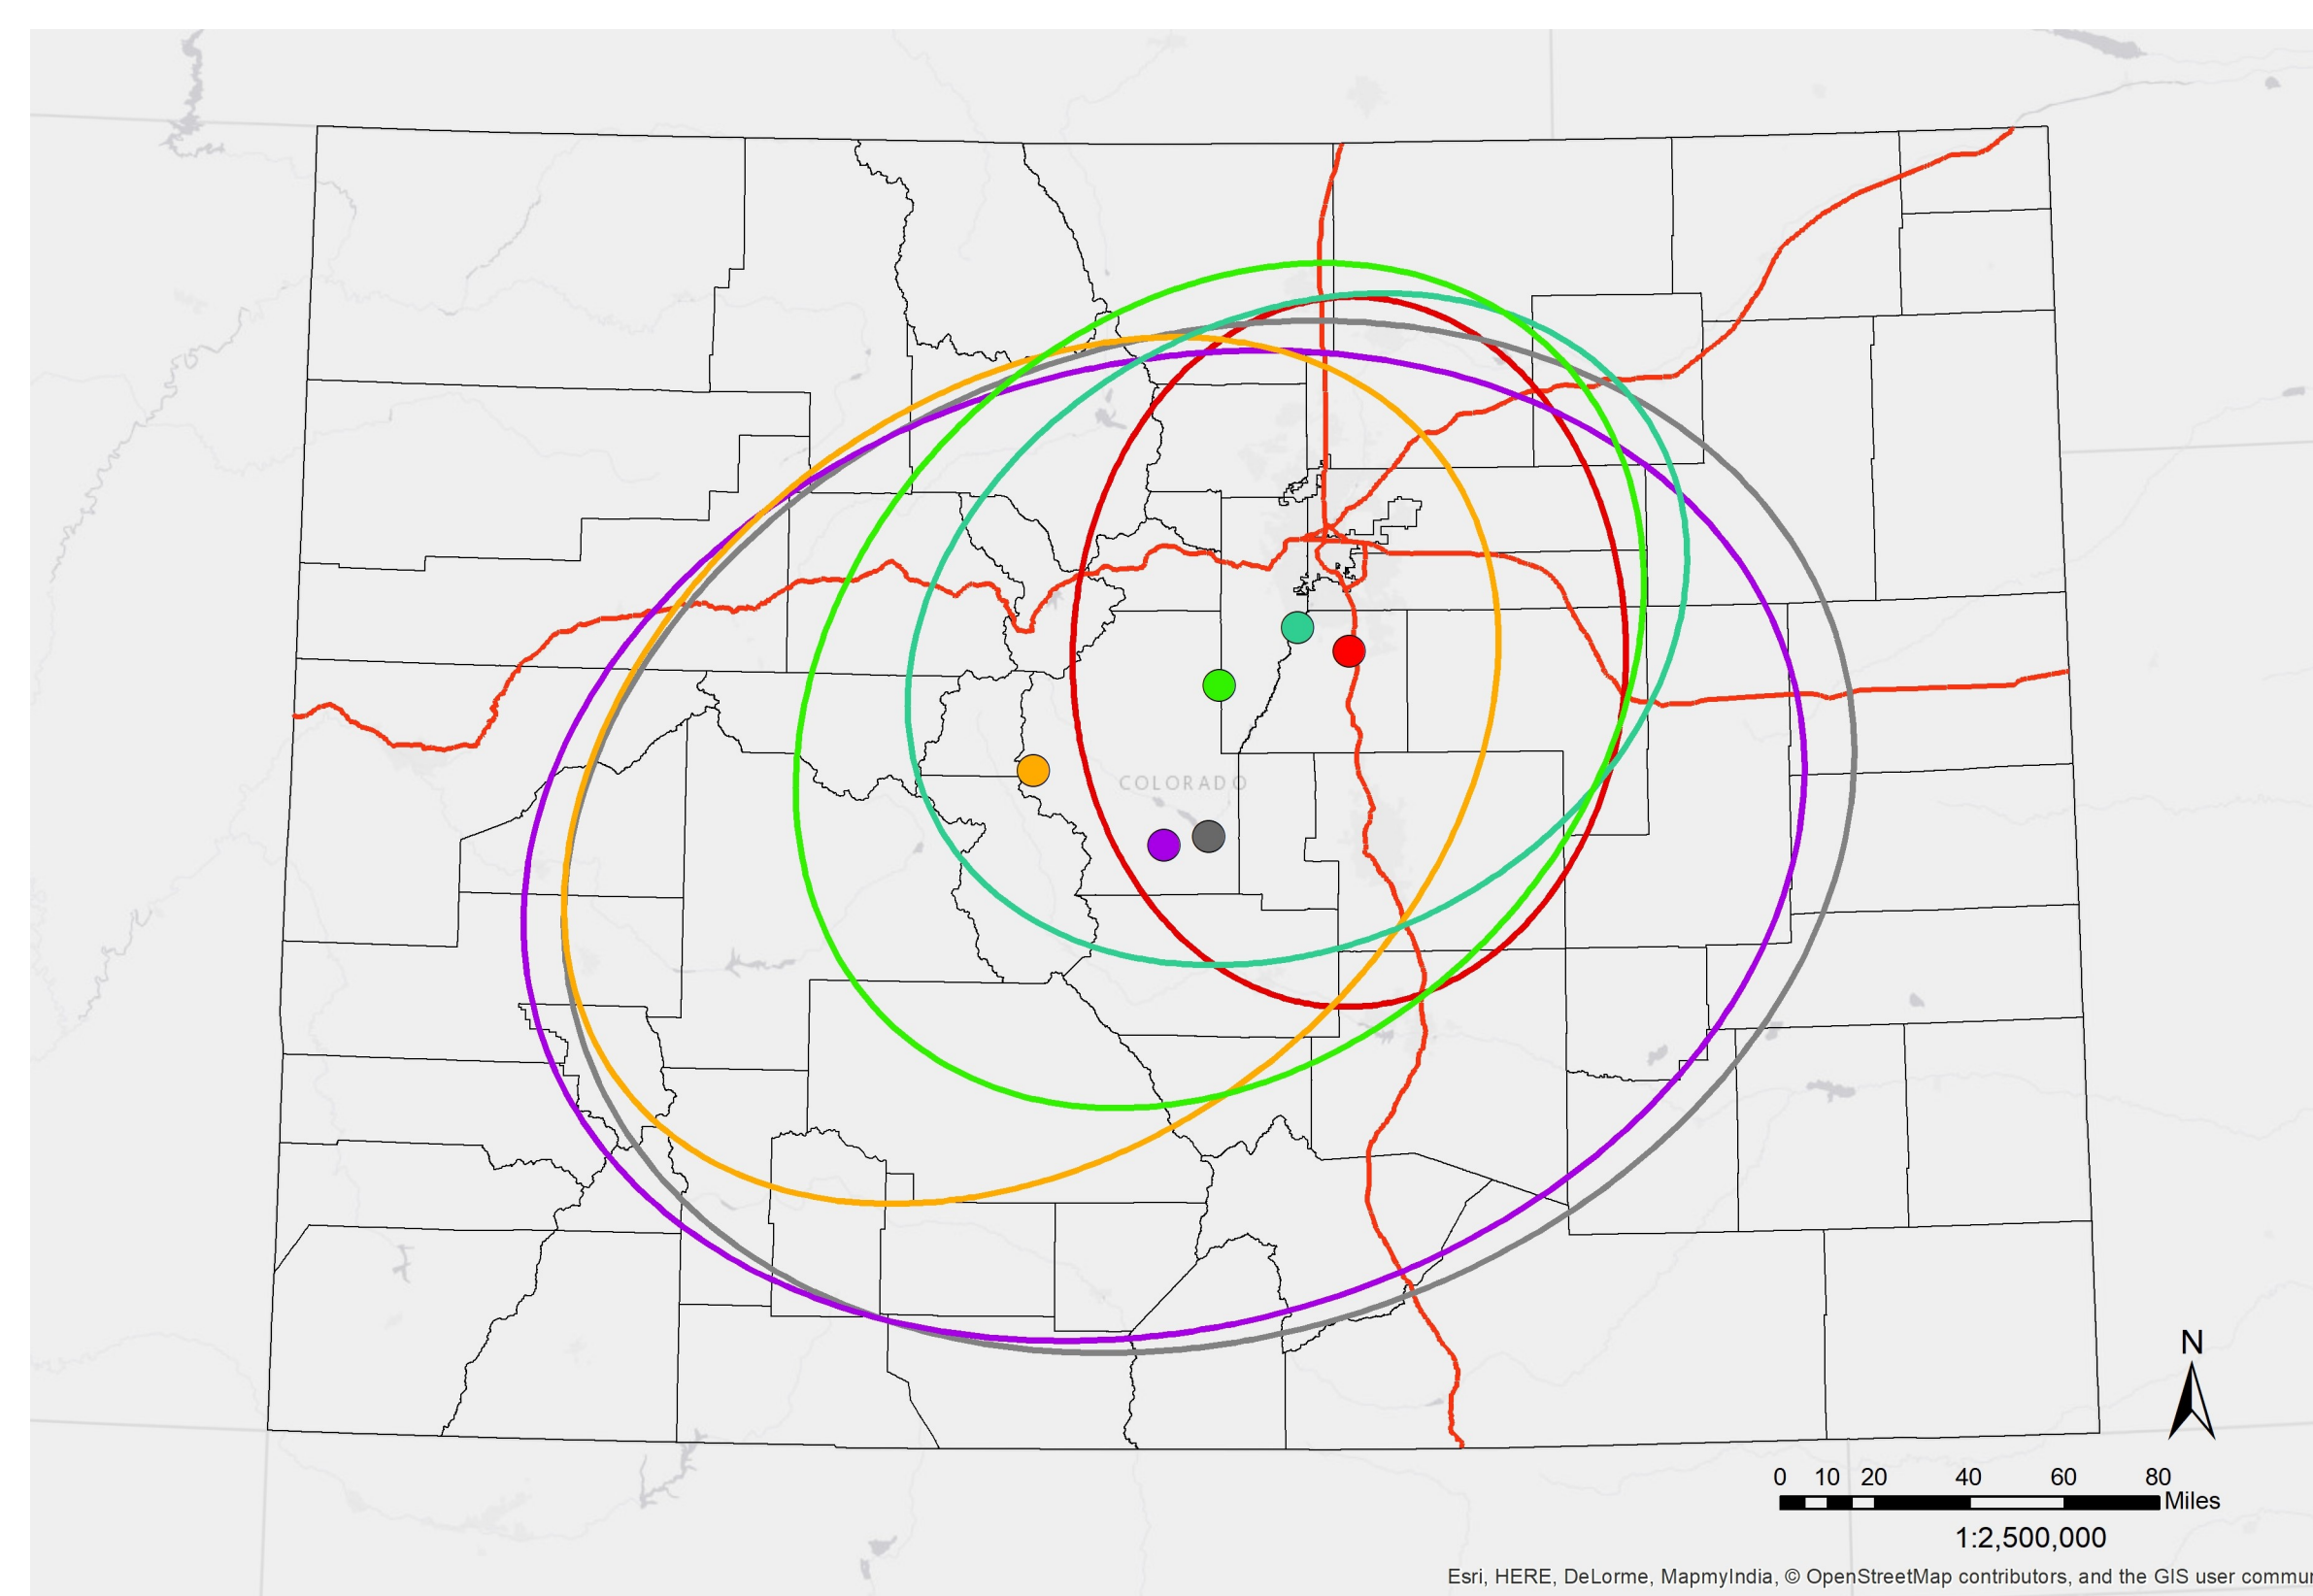 COLORADO
N
0 10 20 40 60 80
Miles
1:2,500,000
Esri, HERE, DeLorme, MapmyIndia, © OpenStreetMap contributors, and the GIS user commu